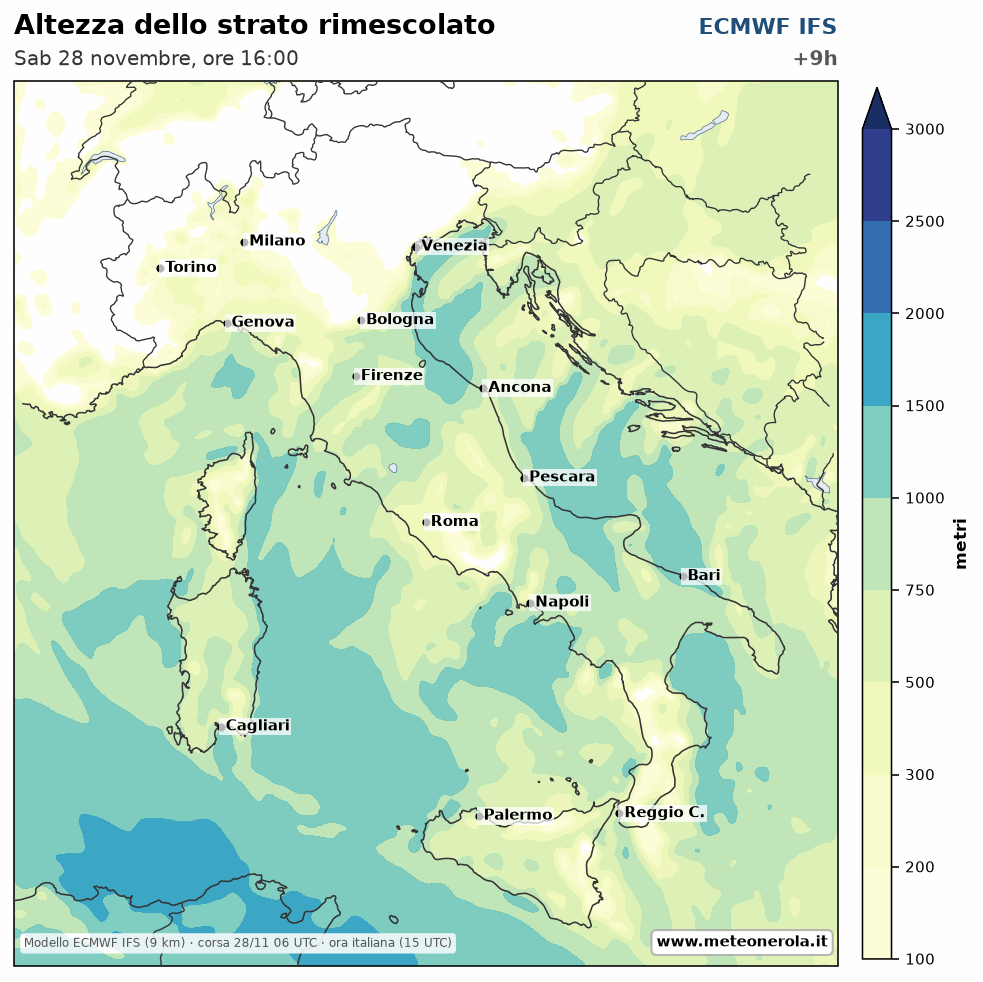 Altezza dello strato rimescolato
ECMWF IFS
Sab 28 novembre, ore 16:00
+9h
Milano
Venezia
Torino
Genova
Bologna
Firenze
Ancona
Pescara
Roma
Bari
Napoli
Cagliari
Palermo
Reggio C.
3000
2500
2000
1500
1000
750
500
300
200
100
metri
Modello ECMWF IFS (9 km) · corsa 28/11 06 UTC · ora italiana (15 UTC)
www.meteonerola.it